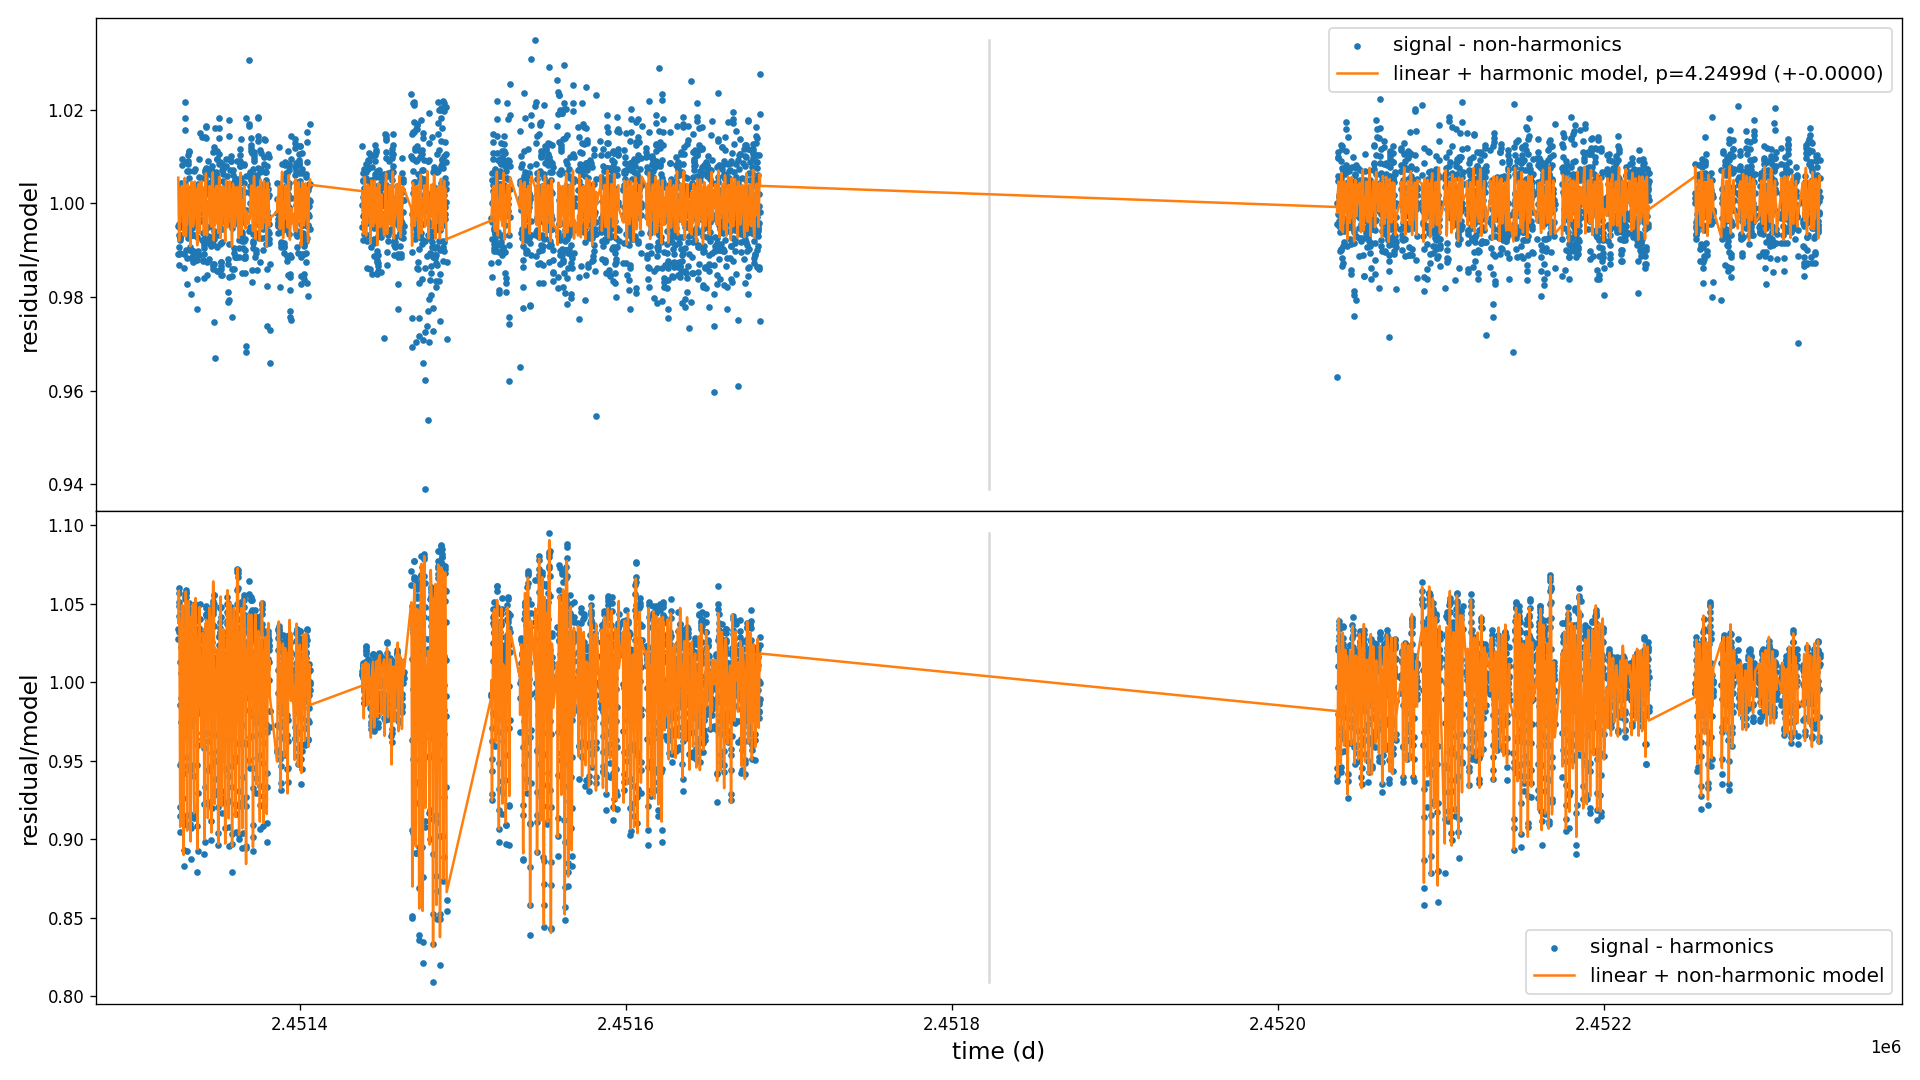 signal - non-harmonics
linear + harmonic model, p=4.2499d (+-0.0000)
residual/model
1.02
1.00
0.98
0.96
0.94
residual/model
1.10
1.05
1.00
0.95
0.90
0.85
0.80
signal - harmonics
linear + non-harmonic model
2.4514
2.4516
2.4518
2.4520
2.4522
1e6
time (d)